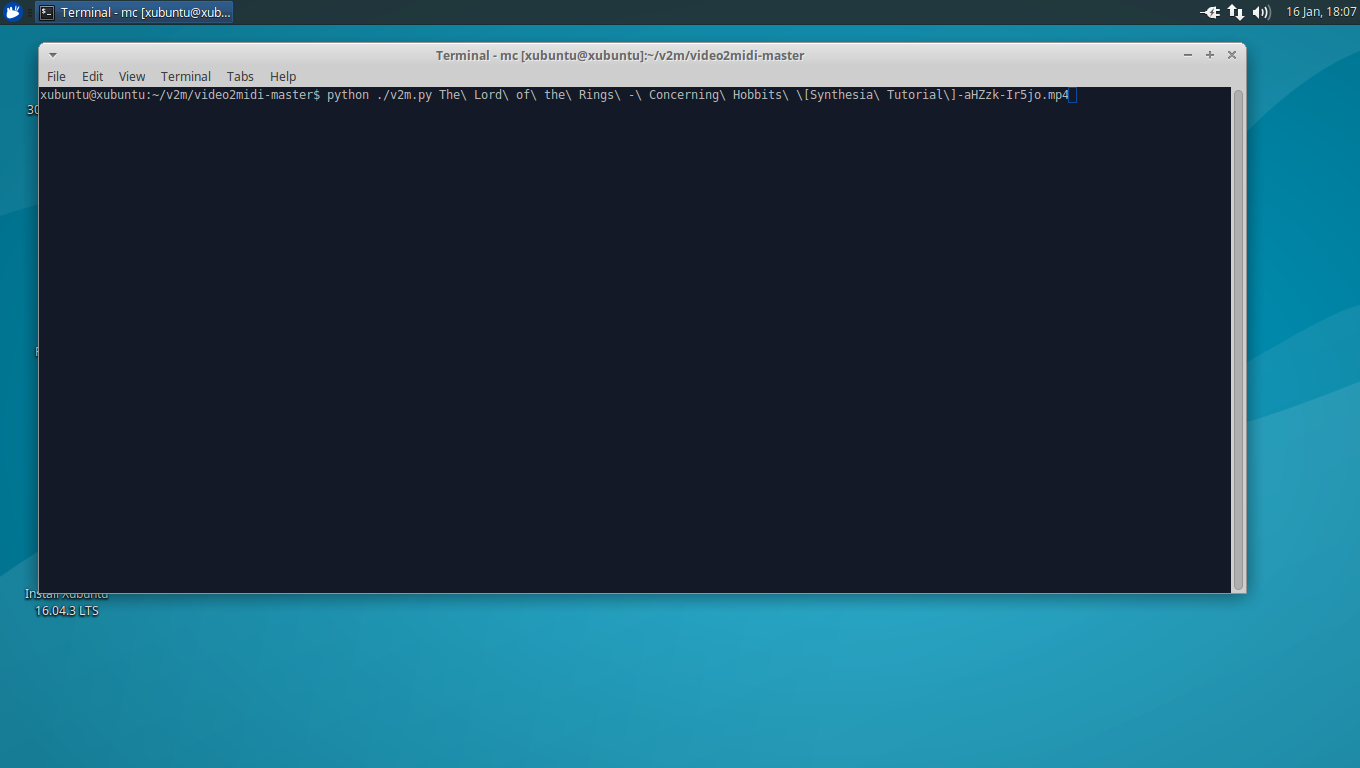 Terminal - mc [xubuntu@xub...
16 Jan, 18:07
Terminal - mc [xubuntu@xubuntu]:~/v2m/video2midi-master
File Edit View Terminal Tabs Help
xubuntu@xubuntu:~/v2m/video2midi-master$ python ./v2m.py The\ Lord\ of\ the\ Rings\ -\ Concerning\ Hobbits\ \[Synthesia\ Tutorial\]-aHZzk-Ir5jo.mp4
30
Install Xubuntu
16.04.3 LTS